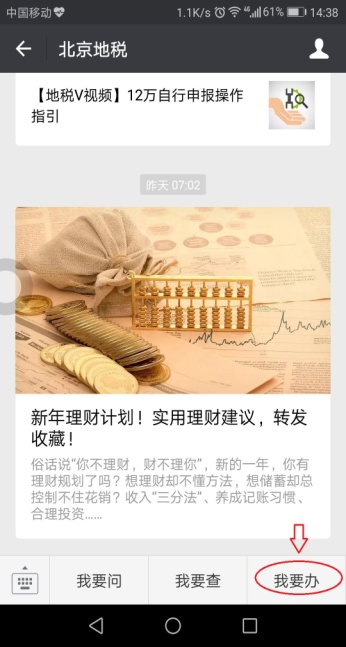 中国移动 1.1K/s 46 61% 14:38
北京地税
【地税V视频】12万自行申报操作
指引
昨天 07:02
新年理财计划！实用理财建议，转发
收藏！
俗话说“你不理财，财不理你”，新的一年，你有
理财规划了吗？想理财却不懂方法，想储蓄却总
控制不住花销？收入“三分法”、养成记账习惯、
合理投资......
我要问 我要查 我要办